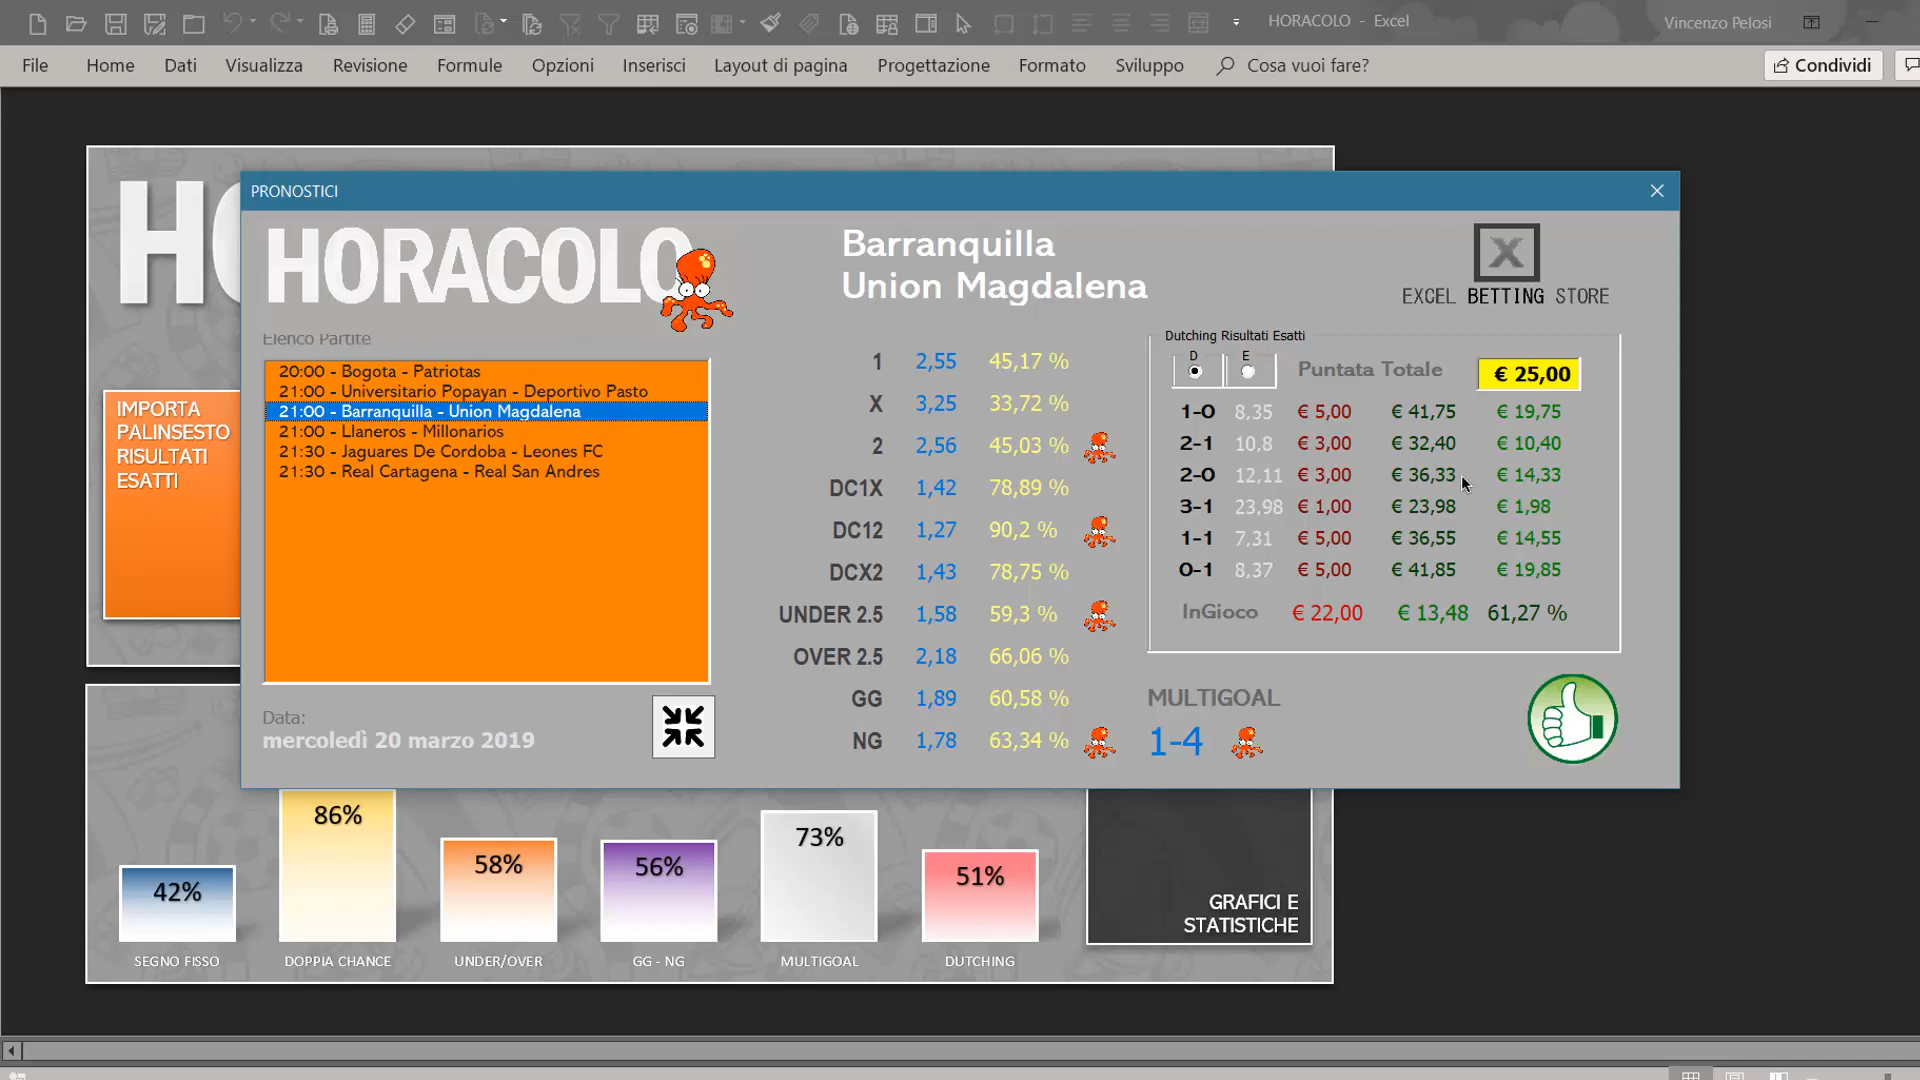 HORACOLO - Excel
Vincenzo Pelosi
File Home Dati Visualizza Revisione Formule Opzioni Inserisci Layout di pagina Progettazione Formato Sviluppo Cosa vuoi fare? Condividi
PRONOSTICI
HORACOLO
Barranquilla
Union Magdalena
X
EXCEL BETTING STORE
Elenco Partite
20:00 - Bogota - Patriotas
21:00 - Universitario Popayan - Deportivo Pasto
21:00 - Barranquilla - Union Magdalena
21:00 - Llaneros - Millonarios
21:30 - Jaguares De Cordoba - Leones FC
21:30 - Real Cartagena - Real San Andres
Data:
mercoledì 20 marzo 2019
1 2,55 45,17 %
X 3,25 33,72 %
2 2,56 45,03 %
DC1X 1,42 78,89 %
DC12 1,27 90,2 %
DCX2 1,43 78,75 %
UNDER 2.5 1,58 59,3 %
OVER 2.5 2,18 66,06 %
GG 1,89 60,58 %
NG 1,78 63,34 %
Dutching Risultati Esatti
D E
Puntata Totale € 25,00
1-0 8,35 € 5,00 € 41,75 € 19,75
2-1 10,8 € 3,00 € 32,40 € 10,40
2-0 12,11 € 3,00 € 36,33 € 14,33
3-1 23,98 € 1,00 € 23,98 € 1,98
1-1 7,31 € 5,00 € 36,55 € 14,55
0-1 8,37 € 5,00 € 41,85 € 19,85
InGioco € 22,00 € 13,48 61,27 %
MULTIGOAL
1-4
IMPORTA
PALINSESTO
RISULTATI
ESATTI
42% 86% 58% 56% 73% 51%
SEGNO FISSO DOPPIA CHANCE UNDER/OVER GG - NG MULTIGOAL DUTCHING
GRAFICI E
STATISTICHE